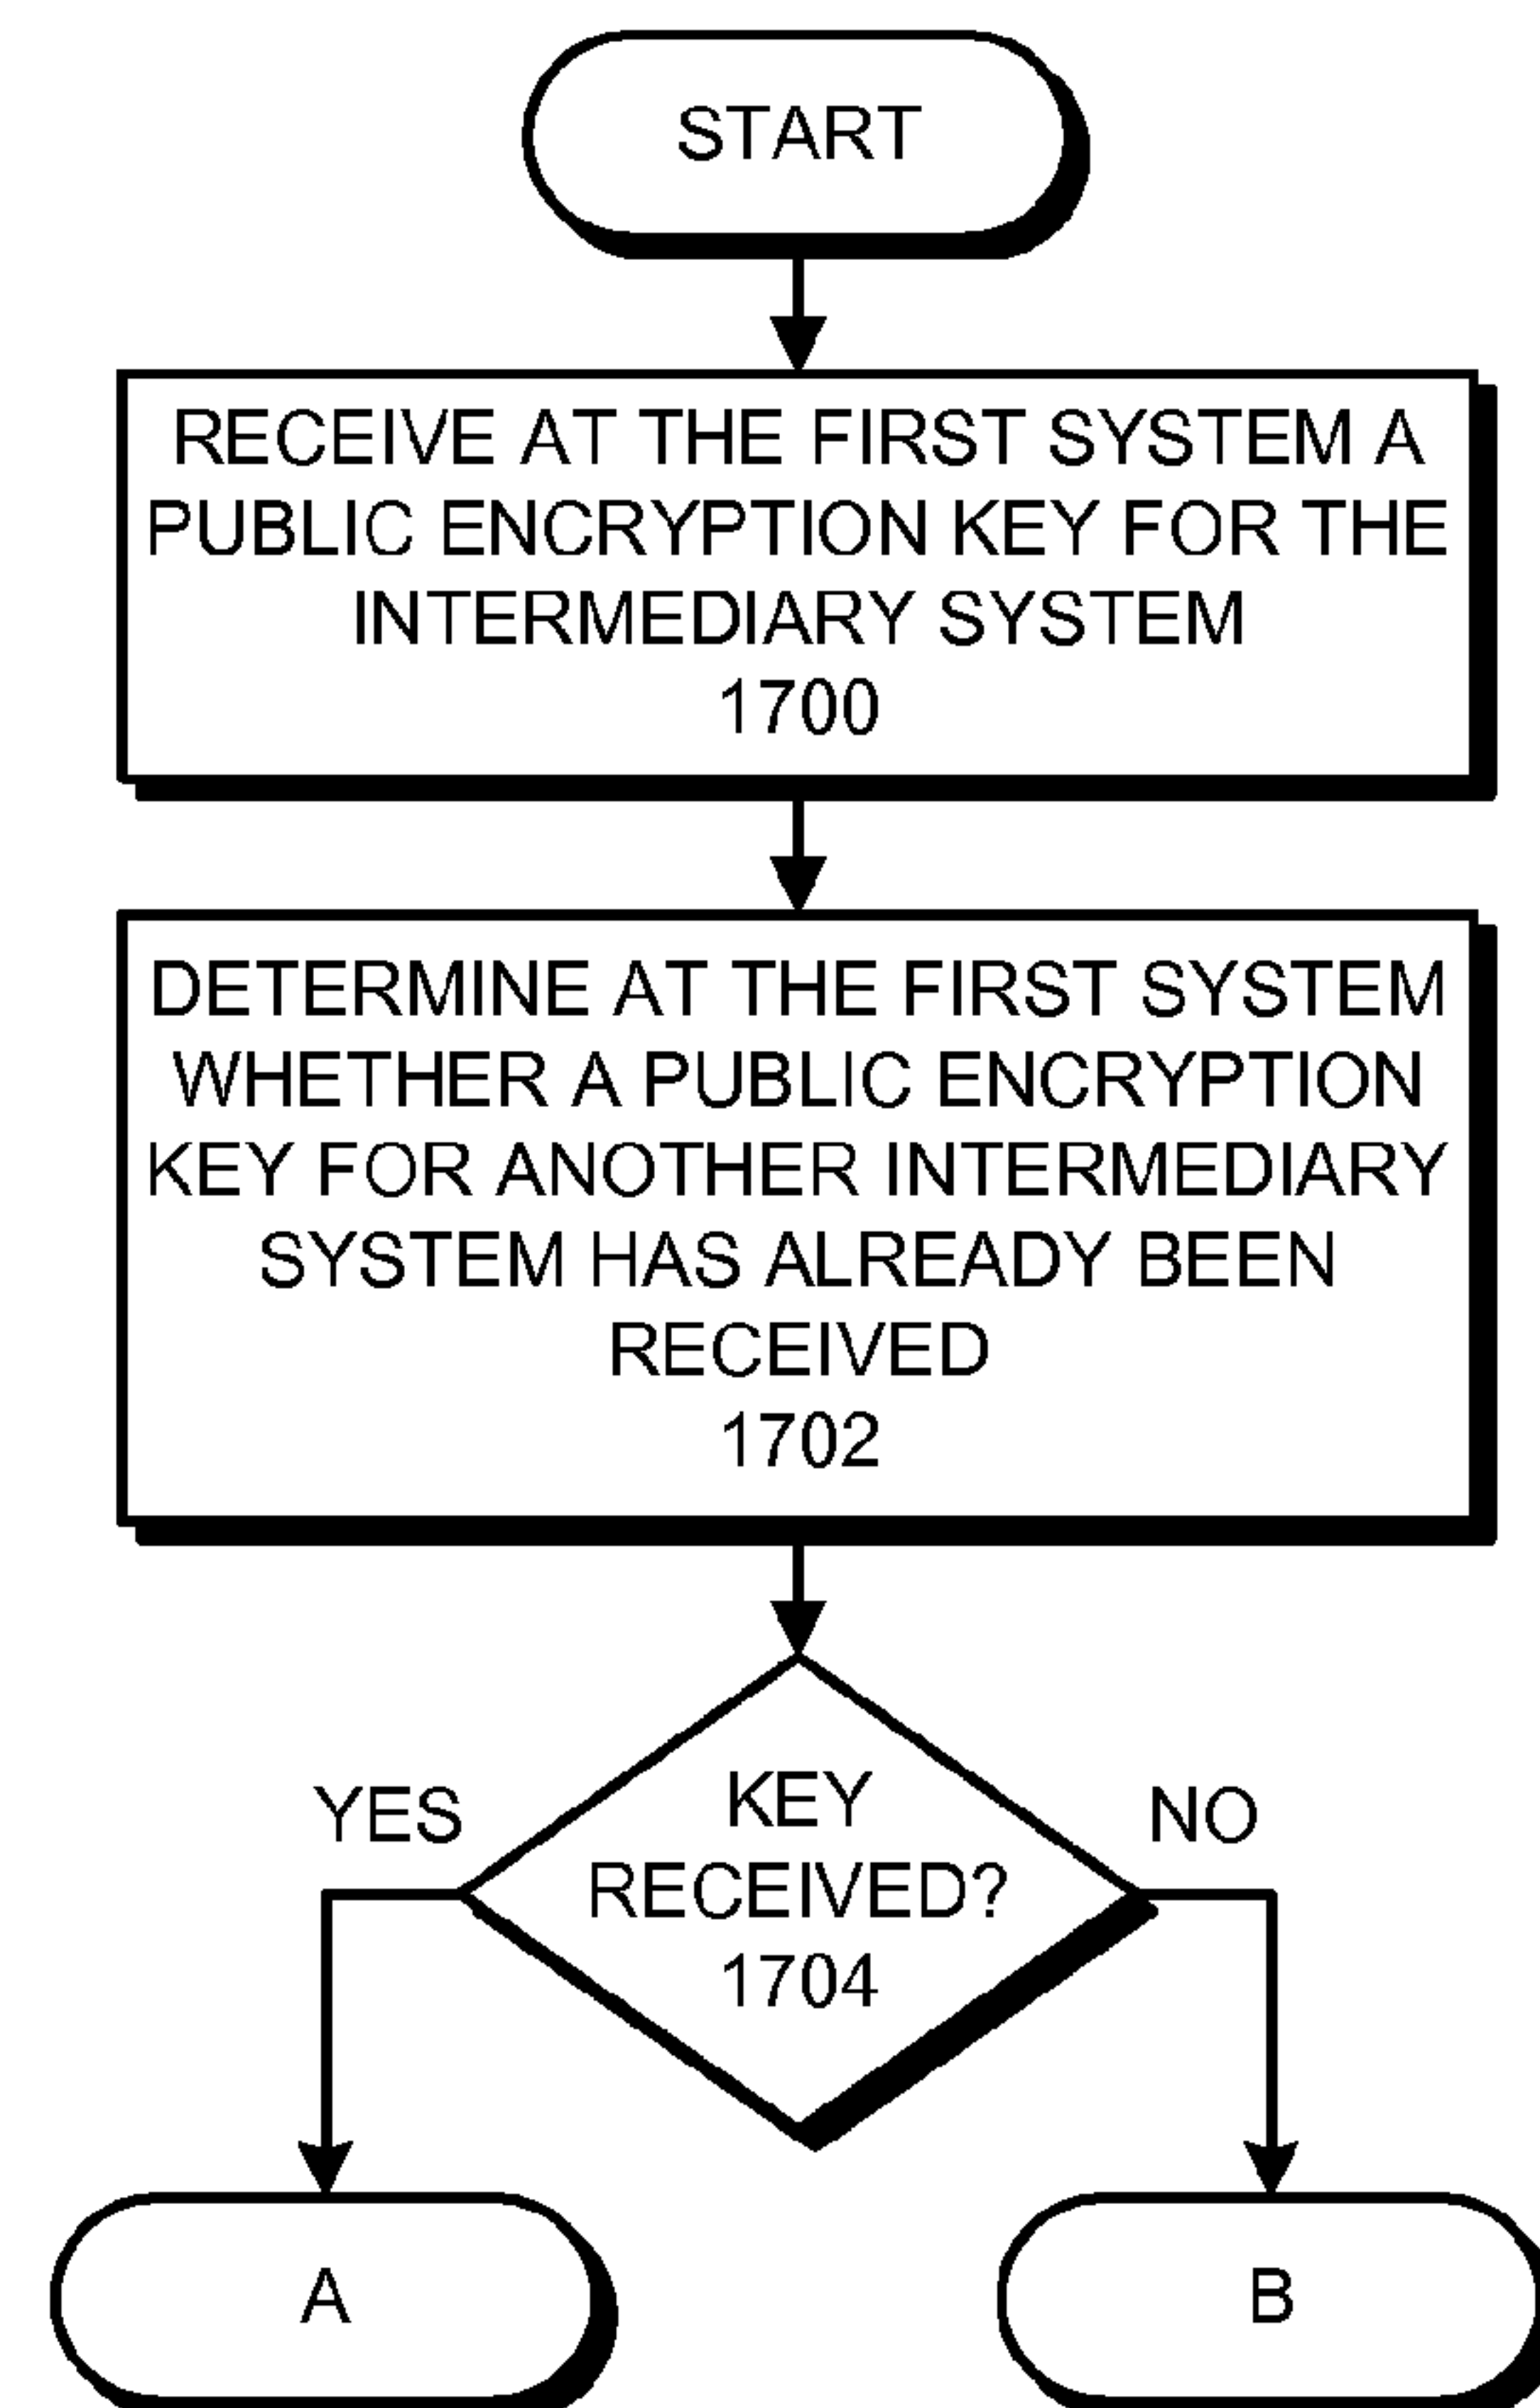 START
RECEIVE AT THE FIRST SYSTEM A
PUBLIC ENCRYPTION KEY FOR THE
INTERMEDIARY SYSTEM
1700
DETERMINE AT THE FIRST SYSTEM
WHETHER A PUBLIC ENCRYPTION
KEY FOR ANOTHER INTERMEDIARY
SYSTEM HAS ALREADY BEEN
RECEIVED
1702
KEY
RECEIVED?
1704
YES
NO
A
B